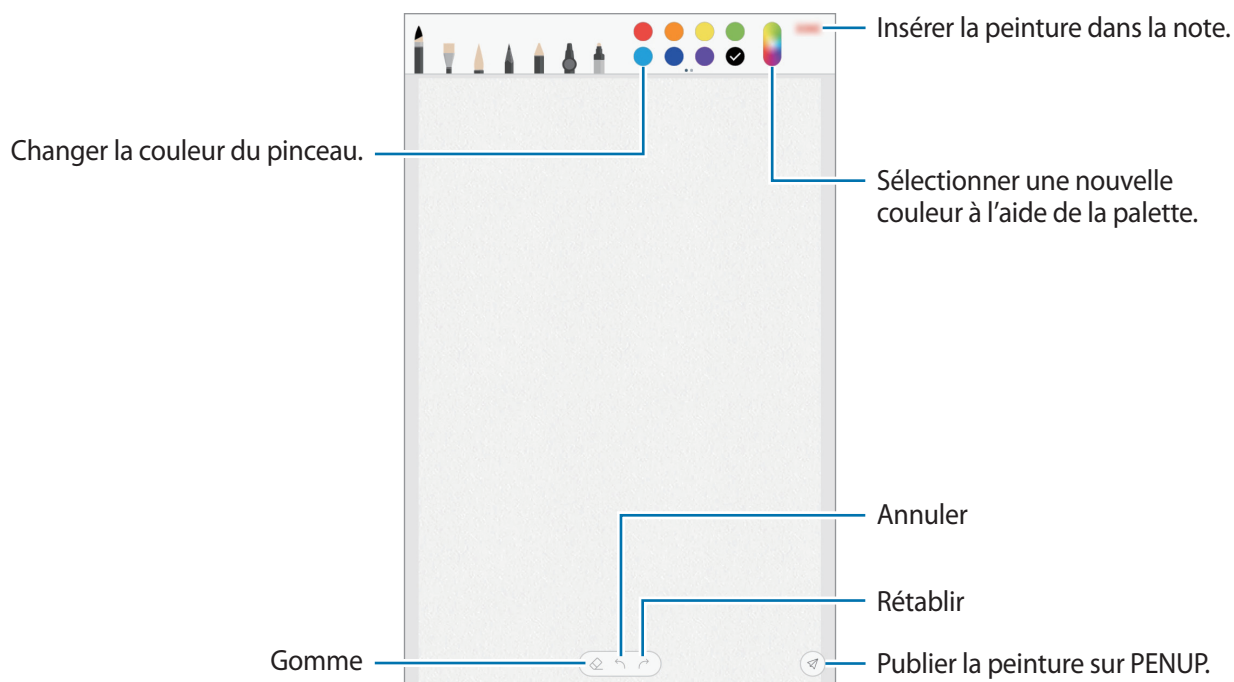 Insérer la peinture dans la note.
Changer la couleur du pinceau.
Sélectionner une nouvelle
couleur à l’aide de la palette.
Annuler
Rétablir
Gomme
Publier la peinture sur PENUP.